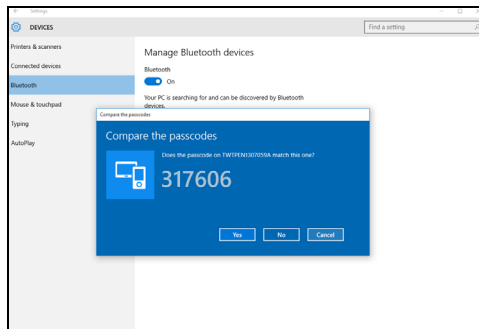 Settings
DEVICES
Find a setting
Printers & scanners
Connected devices
Bluetooth
Mouse & touchpad
Typing
AutoPlay
Manage Bluetooth devices
Bluetooth
On
Your PC is searching for and can be discovered by Bluetooth
devices.
Compare the passcodes
Compare the passcodes
Does the passcode on TWTPEN1307059A match this one?
317606
Yes
No
Cancel